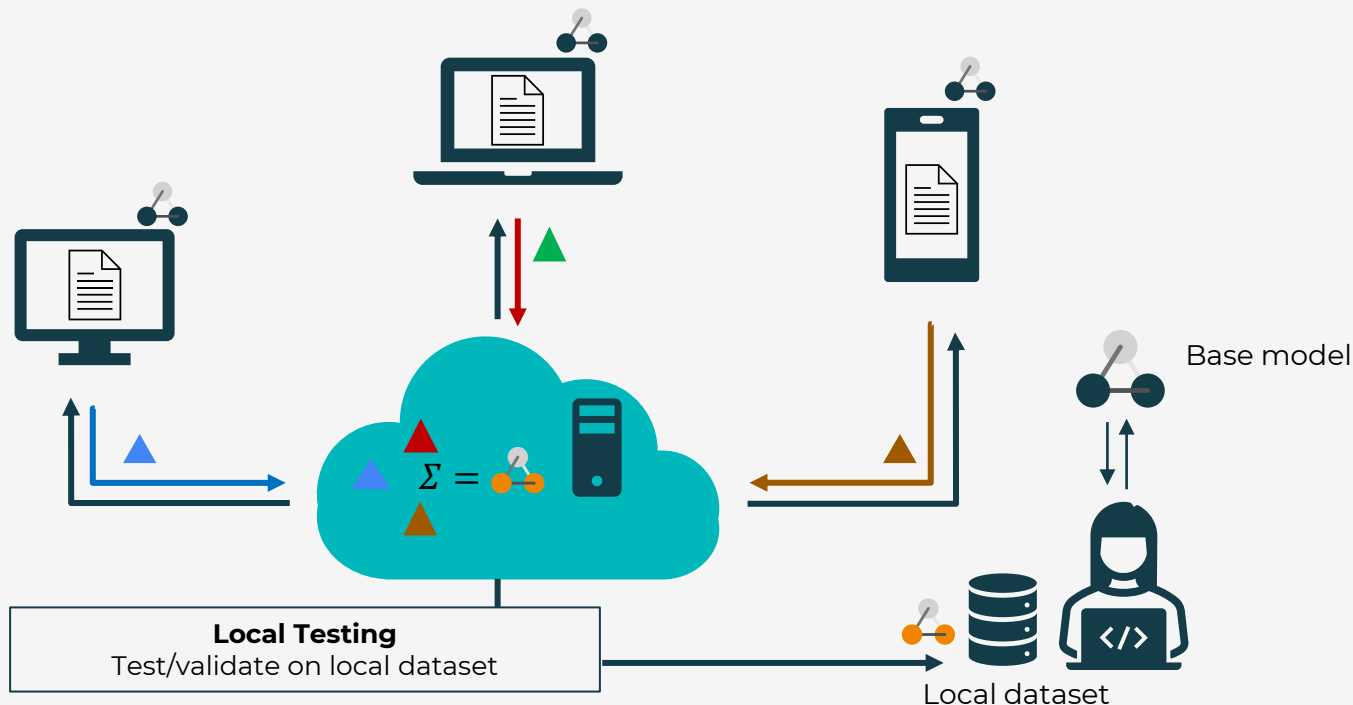 Base model
Σ =
</>
Local Testing
Test/validate on local dataset
Local dataset